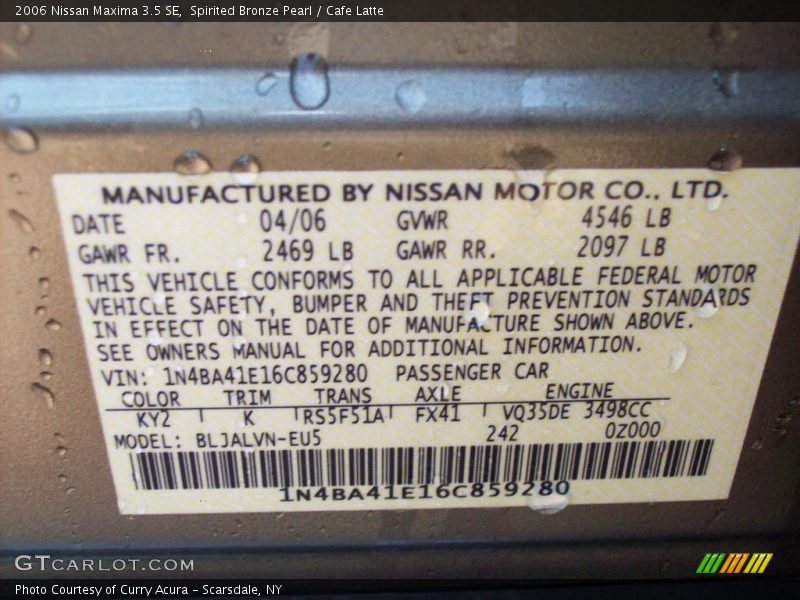 2006 Nissan Maxima 3.5 SE, Spirited Bronze Pearl / Cafe Latte
MANUFACTURED BY NISSAN MOTOR CO., LTD.
DATE 04/06 GVWR 4546 LB
GAWR FR. 2469 LB GAWR RR. 2097 LB
THIS VEHICLE CONFORMS TO ALL APPLICABLE FEDERAL MOTOR
VEHICLE SAFETY, BUMPER AND THEFT PREVENTION STANDARDS
IN EFFECT ON THE DATE OF MANUFACTURE SHOWN ABOVE.
SEE OWNERS MANUAL FOR ADDITIONAL INFORMATION.
VIN: 1N4BA41E16C859280 PASSENGER CAR
COLOR TRIM TRANS AXLE ENGINE
KY2 K RS5F51A FX41 VQ35DE 3498CC
MODEL: BLJALVN-EU5 242 0Z000
1N4BA41E16C859280
GTCARLOT.COM
Photo Courtesy of Curry Acura - Scarsdale, NY